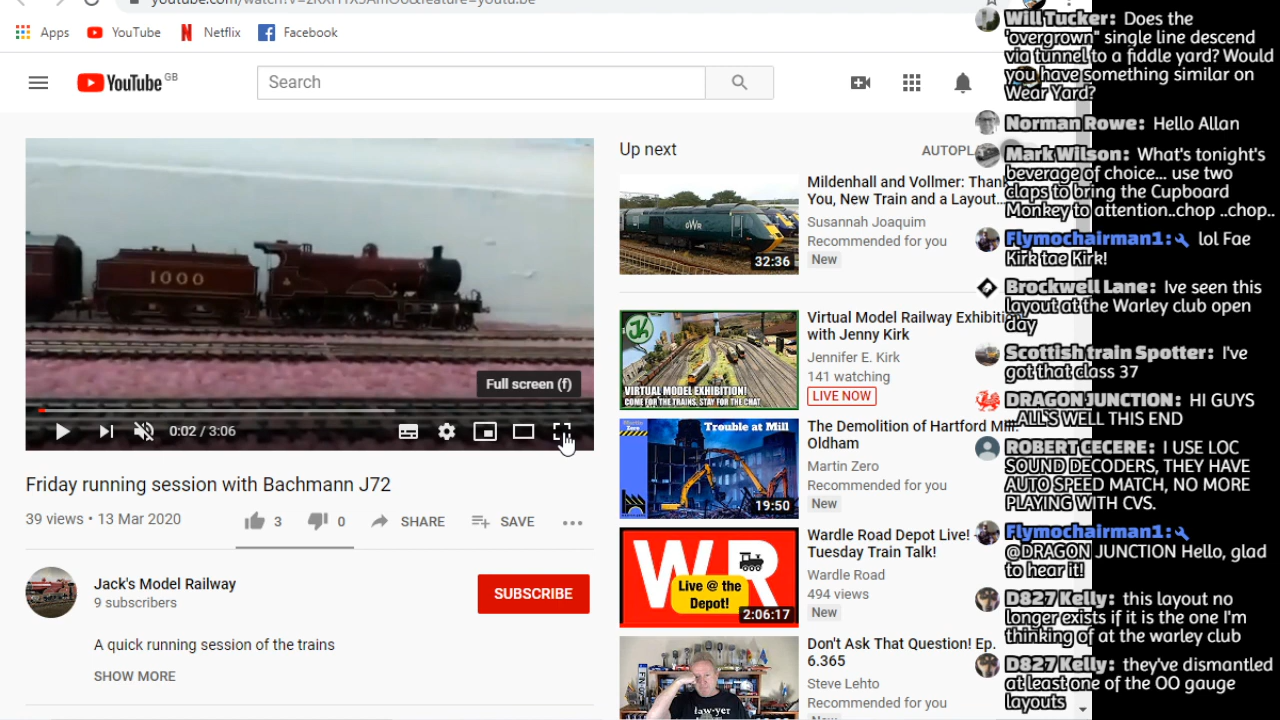 Apps
YouTube
Netflix
Facebook
YouTube GB
Search
1000
Full screen (f)
0:02 / 3:06
Friday running session with Bachmann J72
39 views • 13 Mar 2020
3
0
SHARE
SAVE
Jack's Model Railway
9 subscribers
SUBSCRIBE
A quick running session of the trains
SHOW MORE
Up next
GWR
32:36
Mildenhall and Vollmer: Thank
You, New Train and a Layout...
Susannah Joaquim
Recommended for you
New
JK
VIRTUAL MODEL EXHIBITION!
COME FOR THE TRAINS. STAY FOR THE CHAT
Virtual Model Railway
with Jenny Kirk
Jennifer E. Kirk
141 watching
LIVE NOW
Martin
Zero
Trouble at Mill
19:50
The Demolition of Hartford
Oldham
Martin Zero
Recommended for you
New
WR
Live @ the
Depot!
2:06:17
Wardle Road Depot Live!
Tuesday Train Talk!
Wardle Road
494 views
New
law·yer
Don't Ask That Question! Ep.
6.365
Steve Lehto
Recommended for you
Will Tucker: Does the
'overgrown" single line descend
via tunnel to a fiddle yard? Would
you have something similar on
Wear Yard?
Norman Rowe: Hello Allan
Mark Wilson: What's tonight's
beverage of choice... use two
claps to bring the Cupboard
Monkey to attention..chop ..chop..
Flymochairman1: lol Fae
Kirk tae Kirk!
Brockwell Lane: Ive seen this
layout at the Warley club open
day
Scottish train Spotter: I've
got that class 37
DRAGON JUNCTION: HI GUYS
ALL'S WELL THIS END
ROBERT CECERE: I USE LOC
SOUND DECODERS, THEY HAVE
AUTO SPEED MATCH, NO MORE
PLAYING WITH CVS.
Flymochairman1:
@DRAGON JUNCTION Hello, glad
to hear it!
D827 Kelly: this layout no
longer exists if it is the one I'm
thinking of at the warley club
D827 Kelly: they've dismantled
at least one of the OO gauge
layouts